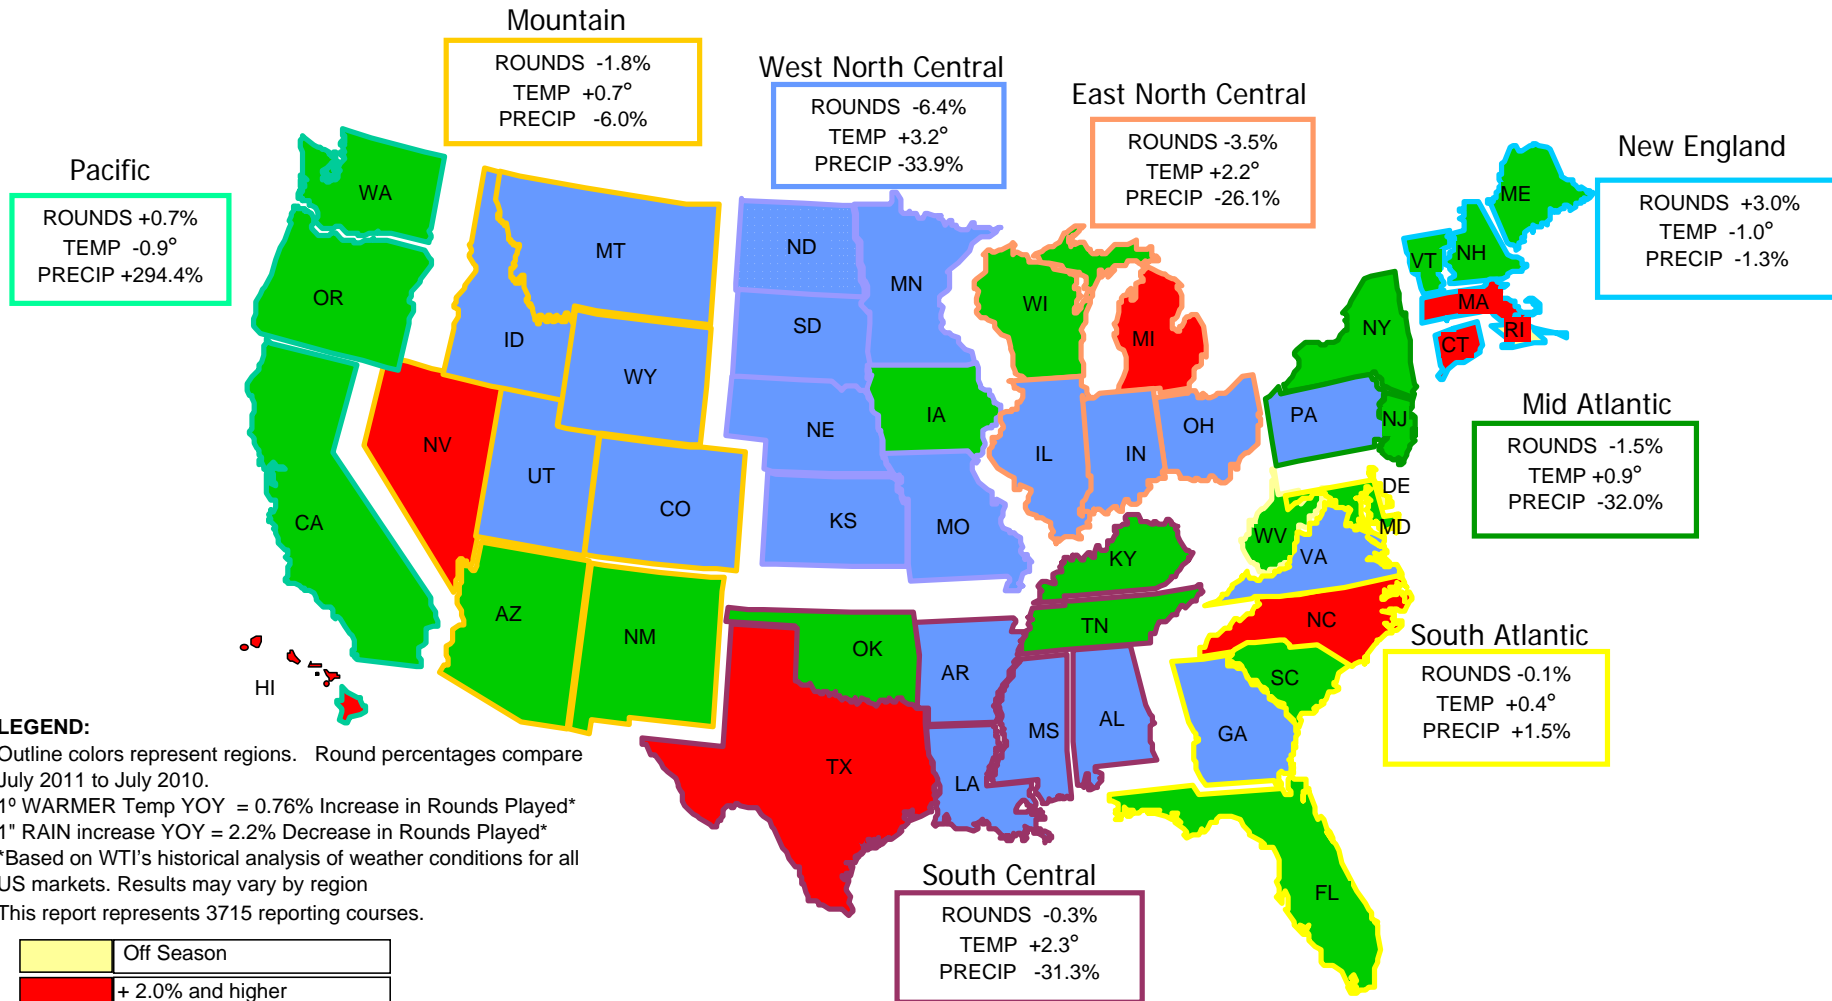 Mountain
ROUNDS -1.8%
TEMP +0.7°
PRECIP -6.0%
West North Central
ROUNDS -6.4%
TEMP +3.2°
PRECIP -33.9%
East North Central
ROUNDS -3.5%
TEMP +2.2°
PRECIP -26.1%
New England
ROUNDS +3.0%
TEMP -1.0°
PRECIP -1.3%
Pacific
ROUNDS +0.7%
TEMP -0.9°
PRECIP +294.4%
WA
OR
CA
NV
ID
MT
WY
UT
CO
AZ
NM
HI
ND
SD
NE
KS
MN
IA
MO
WI
MI
IL
IN
OH
ME
VT
NH
MA
RI
CT
NY
PA
NJ
Mid Atlantic
ROUNDS -1.5%
TEMP +0.9°
PRECIP -32.0%
DE
MD
WV
VA
NC
SC
GA
FL
KY
TN
OK
AR
TX
LA
MS
AL
South Atlantic
ROUNDS -0.1%
TEMP +0.4°
PRECIP +1.5%
South Central
ROUNDS -0.3%
TEMP +2.3°
PRECIP -31.3%
LEGEND:
Outline colors represent regions. Round percentages compare
July 2011 to July 2010.
1º WARMER Temp YOY = 0.76% Increase in Rounds Played*
1" RAIN increase YOY = 2.2% Decrease in Rounds Played*
*Based on WTI's historical analysis of weather conditions for all
US markets. Results may vary by region
This report represents 3715 reporting courses.
Off Season
+ 2.0% and higher